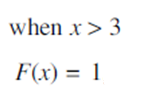 when x > 3
F(x) = 1